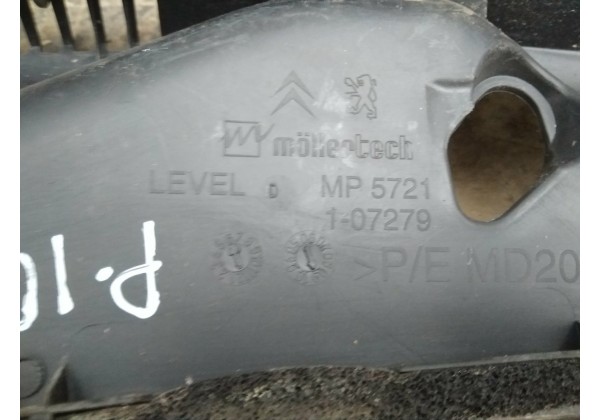 möllertech
LEVEL D MP 5721
1-07279
>P/E MD20
P.10